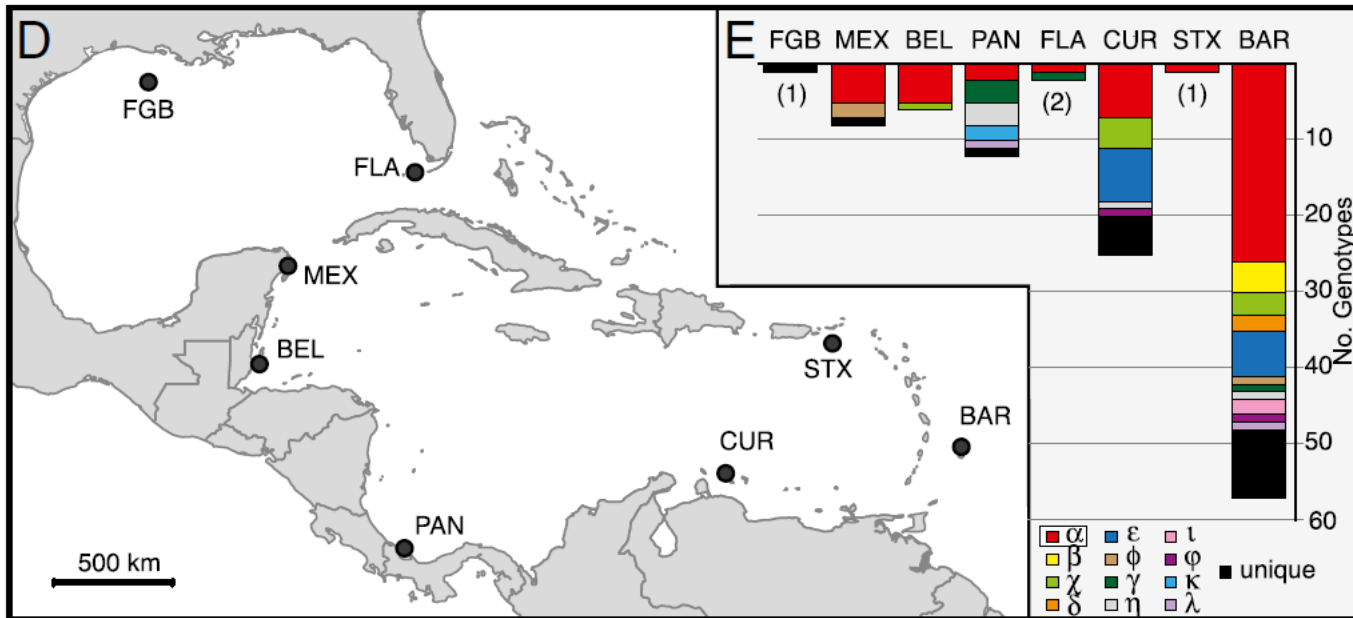 D
FGB
FLA
MEX
BEL
STX
BAR
CUR
PAN
500 km
E
FGB MEX BEL PAN FLA CUR STX BAR
(1) (2) (1)
10
20
30
40
50
60
No. Genotypes
α ε ι
β ϕ φ
χ γ κ
δ η λ
unique